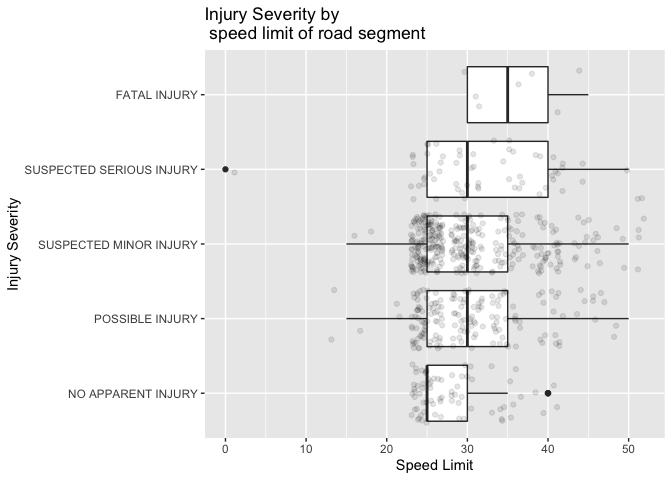 Injury Severity by
speed limit of road segment
FATAL INJURY
SUSPECTED SERIOUS INJURY
SUSPECTED MINOR INJURY
POSSIBLE INJURY
NO APPARENT INJURY
Injury Severity
0 10 20 30 40 50
Speed Limit